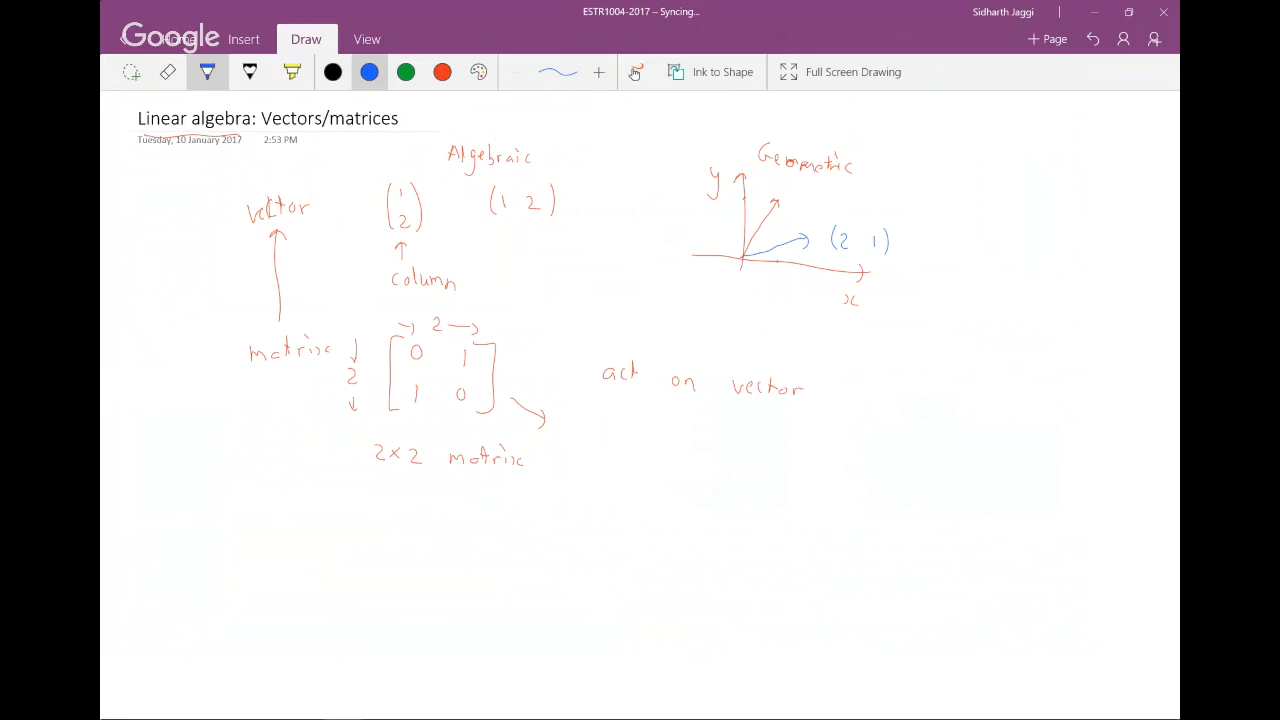 ESTR1004-2017 – Syncing...
Sidharth Jaggi
Google
Home Insert Draw View
Page
Ink to Shape
Full Screen Drawing
Linear algebra: Vectors/matrices
Tuesday, 10 January 2017 2:53 PM
Algebraic
Geometric
vector
(1 2)
(1 2)
y
(2 1)
column
x
2
matrix
2
0 1
1 0
act on vector
2×2 matrix